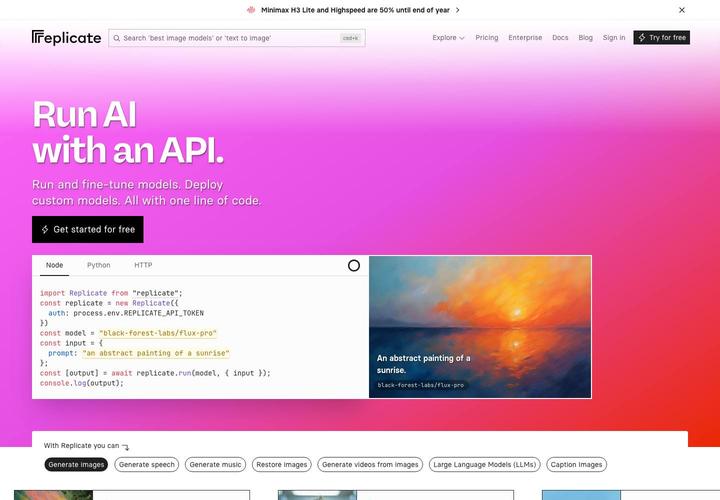 Minimax H3 Lite and Highspeed are 50% until end of year
replicate
Search 'best image models' or 'text to image'
cmd+k
Explore
Pricing
Enterprise
Docs
Blog
Sign in
Try for free
Run AI
with an API.
Run and fine-tune models. Deploy
custom models. All with one line of code.
Get started for free
Node
Python
HTTP
import Replicate from "replicate";
const replicate = new Replicate({
  auth: process.env.REPLICATE_API_TOKEN
})
const model = "black-forest-labs/flux-pro"
const input = {
  prompt: "an abstract painting of a sunrise"
};
const [output] = await replicate.run(model, { input });
console.log(output);
An abstract painting of a
sunrise.
black-forest-labs/flux-pro
With Replicate you can
Generate images
Generate speech
Generate music
Restore images
Generate videos from images
Large Language Models (LLMs)
Caption images